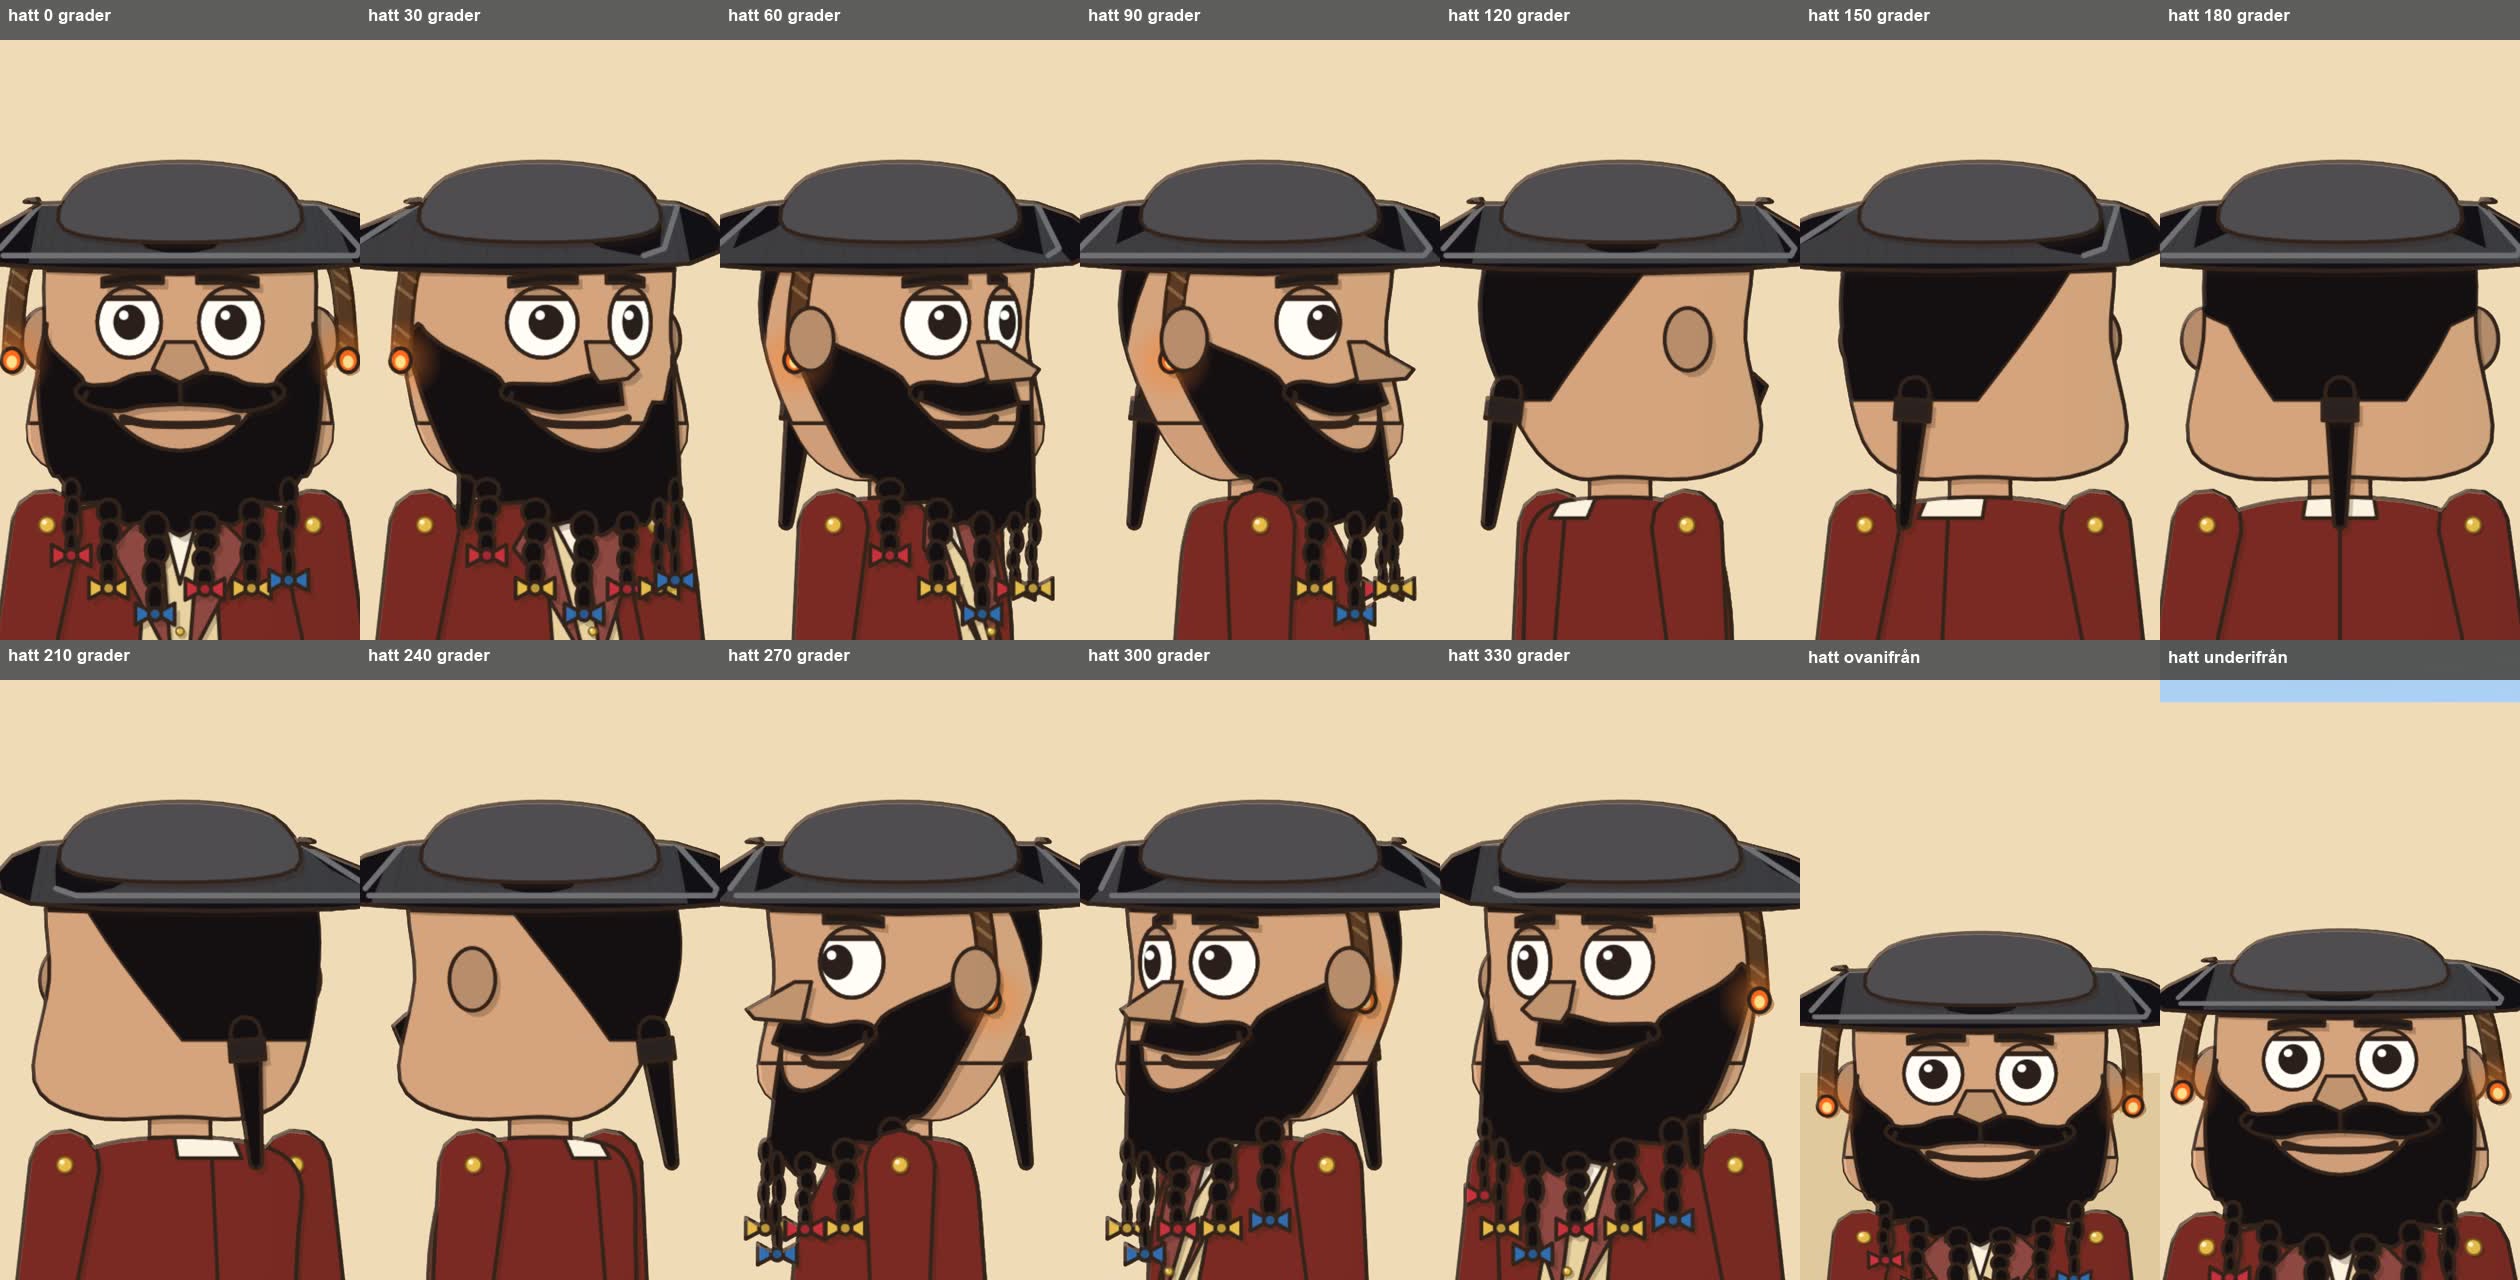 hatt 0 grader
hatt 30 grader
hatt 60 grader
hatt 90 grader
hatt 120 grader
hatt 150 grader
hatt 180 grader
hatt 210 grader
hatt 240 grader
hatt 270 grader
hatt 300 grader
hatt 330 grader
hatt ovanifrån
hatt underifrån